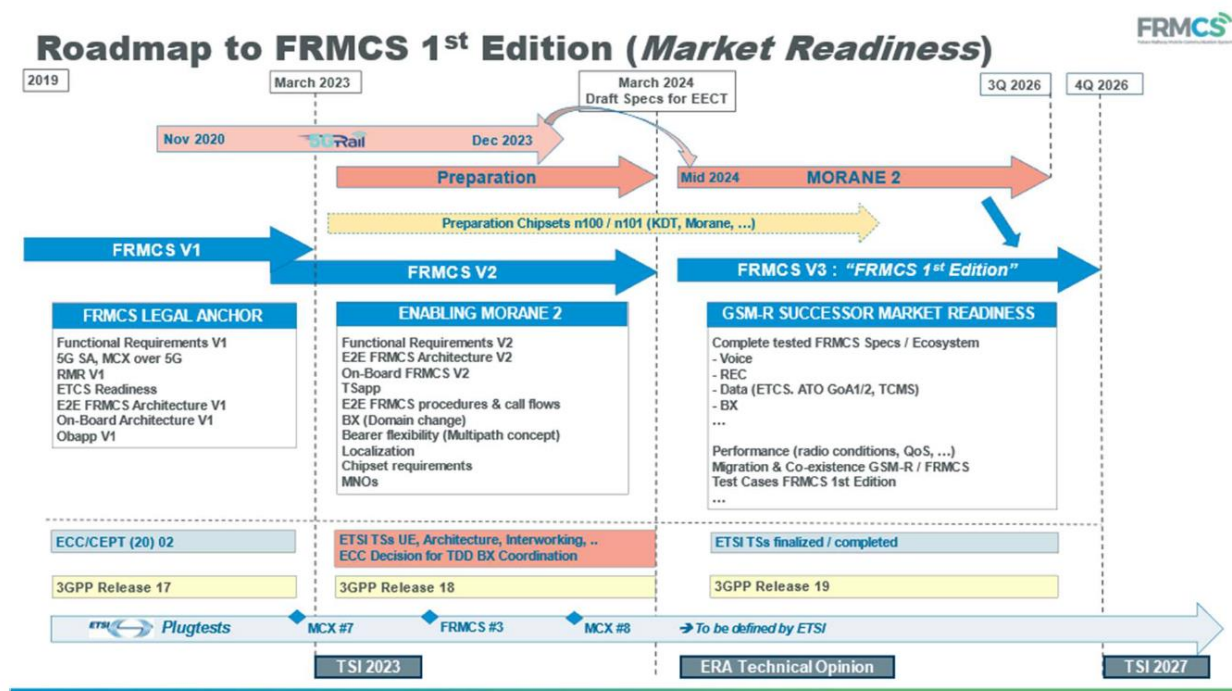 FRMCS
Roadmap to FRMCS 1st Edition (Market Readiness)
2019
March 2023
March 2024
Draft Specs for EECT
3Q 2026
4Q 2026
Nov 2020
5GRail
Dec 2023
Preparation
Mid 2024
MORANE 2
Preparation Chipsets n100 / n101 (KDT, Morane, ...)
FRMCS V1
FRMCS V2
FRMCS V3 : “FRMCS 1st Edition”
FRMCS LEGAL ANCHOR
Functional Requirements V1
5G SA, MCX over 5G
RMR V1
ETCS Readiness
E2E FRMCS Architecture V1
On-Board Architecture V1
Obapp V1
ENABLING MORANE 2
Functional Requirements V2
E2E FRMCS Architecture V2
On-Board FRMCS V2
TSapp
E2E FRMCS procedures & call flows
BX (Domain change)
Bearer flexibility (Multipath concept)
Localization
Chipset requirements
MNOs
GSM-R SUCCESSOR MARKET READINESS
Complete tested FRMCS Specs / Ecosystem
- Voice
- REC
- Data (ETCS. ATO GoA1/2, TCMS)
- BX
...
Performance (radio conditions, QoS, ...)
Migration & Co-existence GSM-R / FRMCS
Test Cases FRMCS 1st Edition
...
ECC/CEPT (20) 02
ETSI TSs UE, Architecture, Interworking, ..
ECC Decision for TDD BX Coordination
ETSI TSs finalized / completed
3GPP Release 17
3GPP Release 18
3GPP Release 19
ETSI Plugtests
MCX #7
FRMCS #3
MCX #8
➔ To be defined by ETSI
TSI 2023
ERA Technical Opinion
TSI 2027